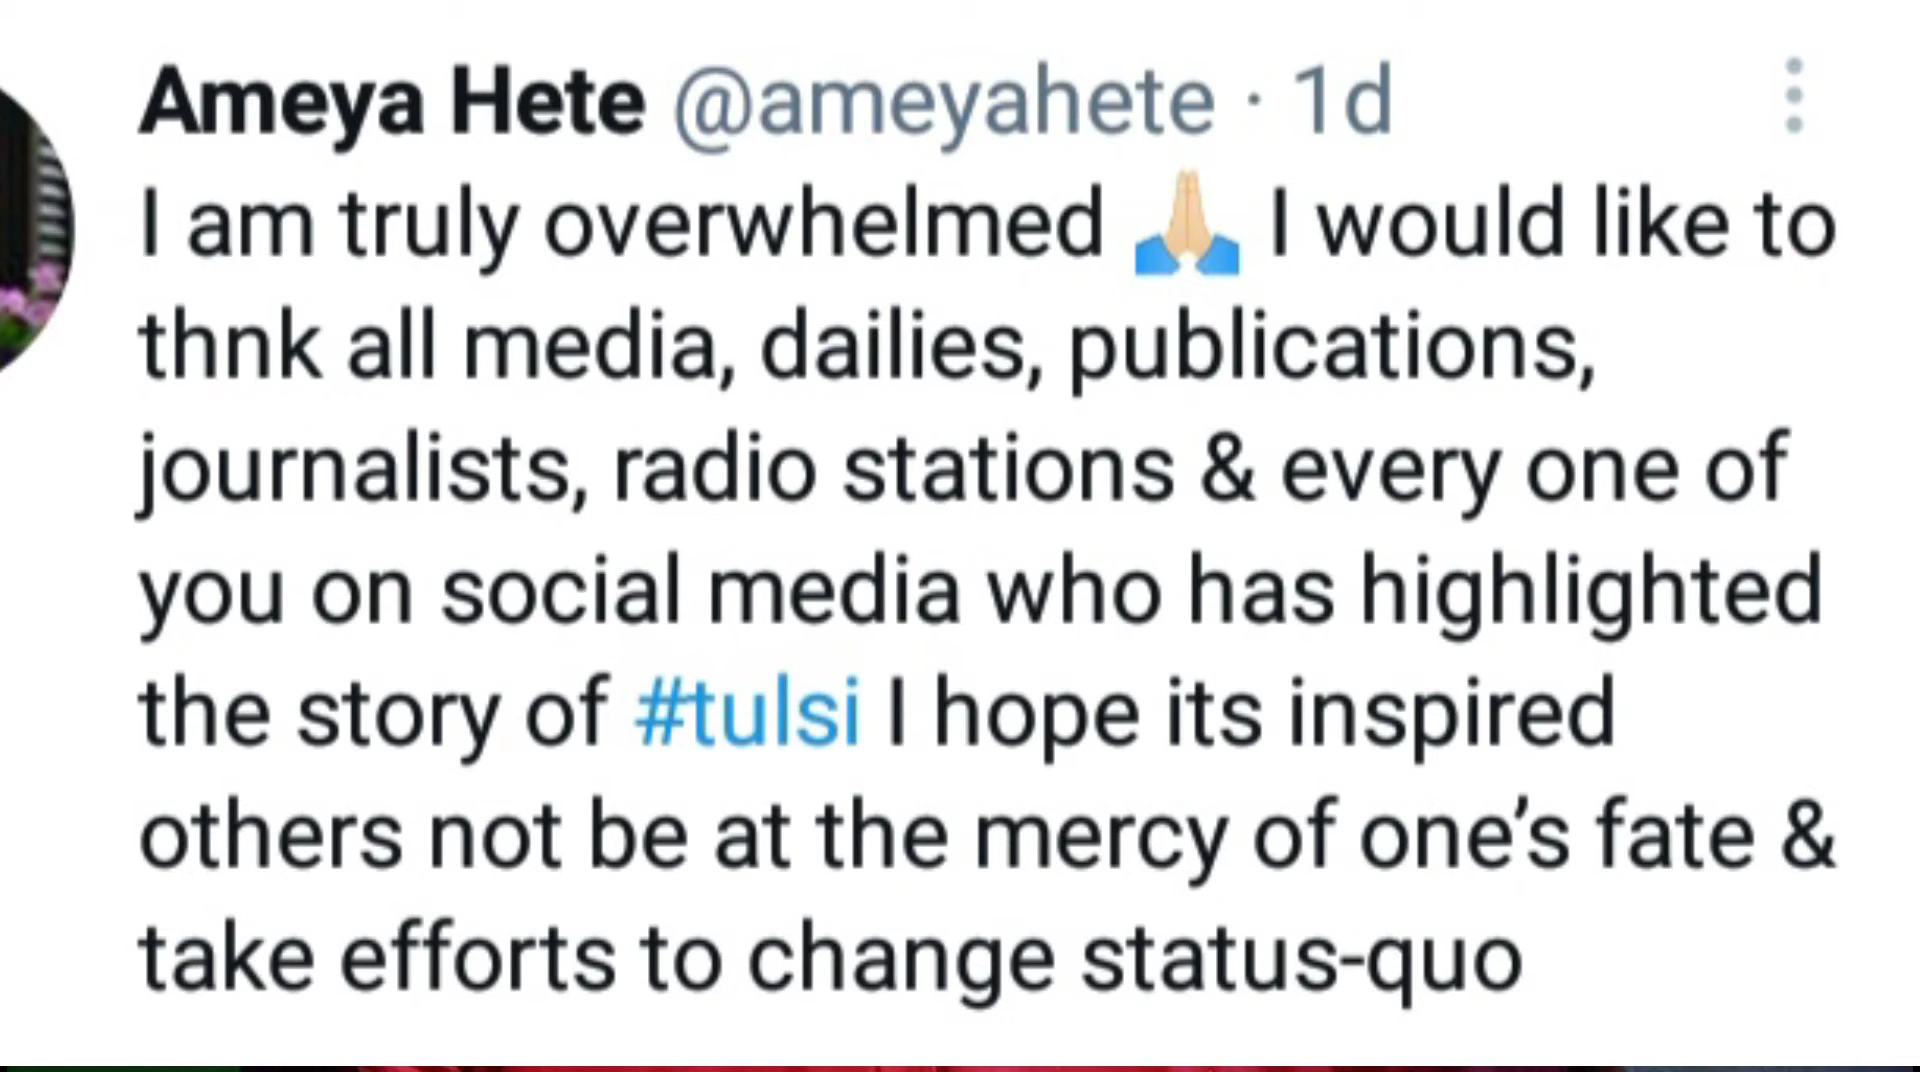 Ameya Hete @ameyahete · 1d
I am truly overwhelmed 🙏🏼 I would like to
thnk all media, dailies, publications,
journalists, radio stations & every one of
you on social media who has highlighted
the story of #tulsi I hope its inspired
others not be at the mercy of one’s fate &
take efforts to change status-quo